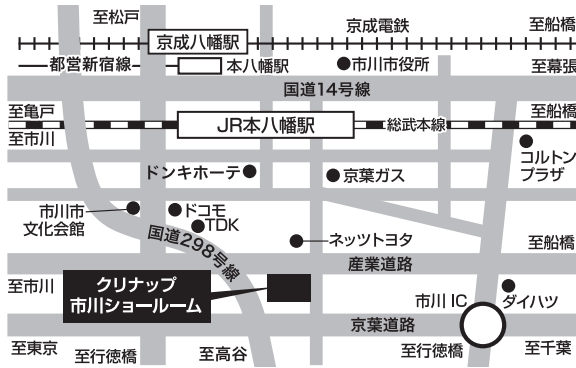 至松戸
京成電鉄
至船橋
京成八幡駅
都営新宿線
本八幡駅
市川市役所
至幕張
国道14号線
至亀戸
至船橋
JR本八幡駅
総武本線
至市川
コルトン
プラザ
ドンキホーテ
京葉ガス
市川市
文化会館
ドコモ
TDK
国道298号線
ネッツトヨタ
至船橋
産業道路
至市川
クリナップ
市川ショールーム
市川 IC
ダイハツ
京葉道路
至東京
至行徳橋
至高谷
至行徳橋
至千葉